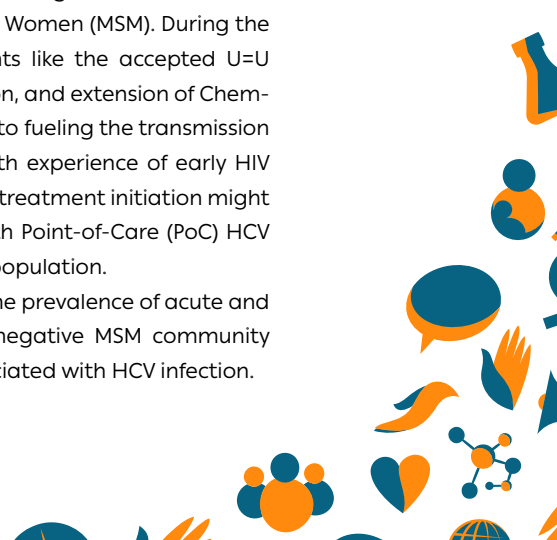 Women (MSM). During the
nts like the accepted U=U
on, and extension of Chem-
to fueling the transmission
th experience of early HIV
treatment initiation might
h Point-of-Care (PoC) HCV
population.
he prevalence of acute and
negative MSM community
ciated with HCV infection.